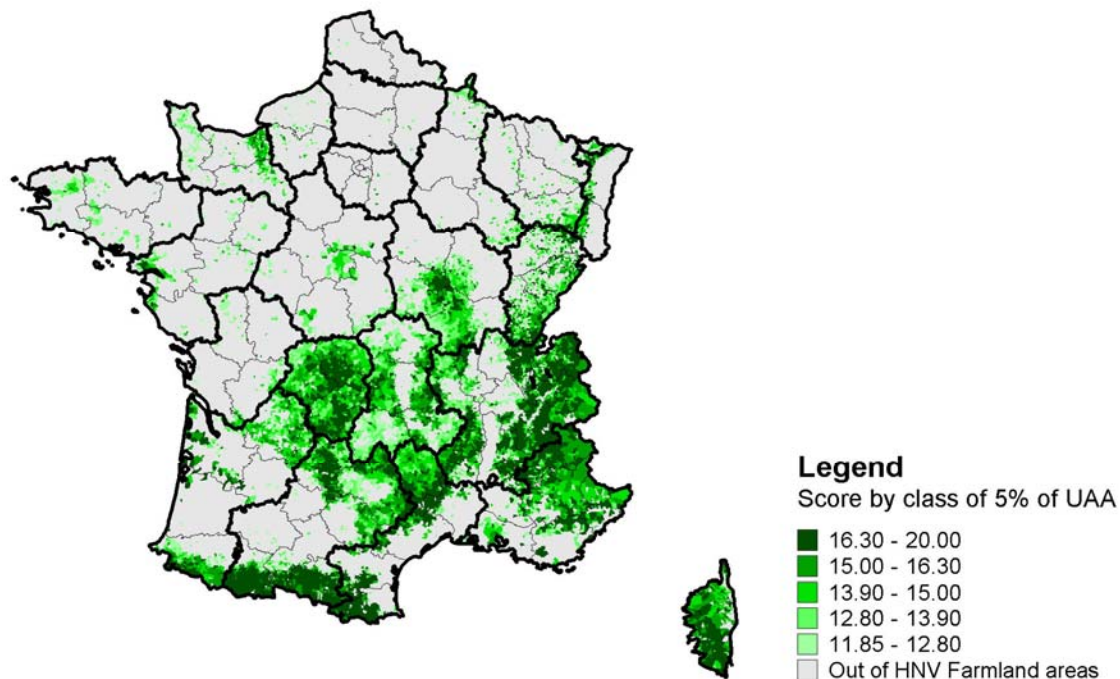 Legend
Score by class of 5% of UAA
16.30 - 20.00
15.00 - 16.30
13.90 - 15.00
12.80 - 13.90
11.85 - 12.80
Out of HNV Farmland areas